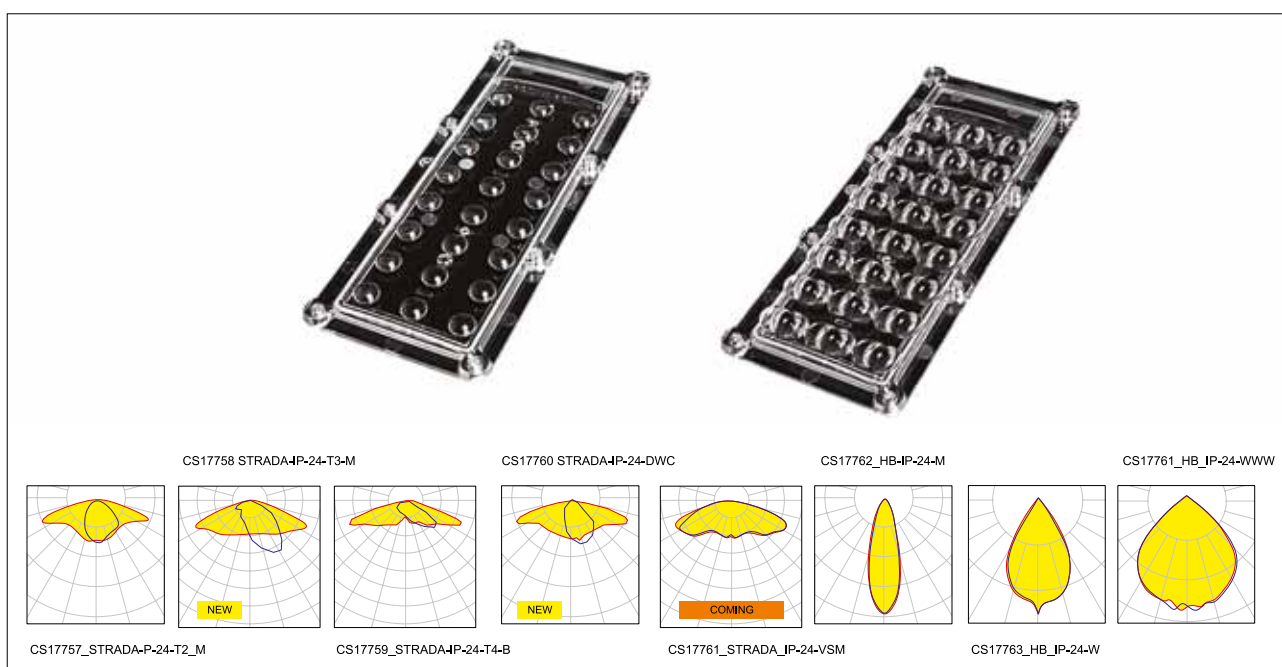 CS17758 STRADA-IP-24-T3-M
CS17760 STRADA-IP-24-DWC
CS17762_HB-IP-24-M
CS17761_HB_IP-24-WWW
NEW
NEW
COMING
CS17757_STRADA-P-24-T2_M
CS17759_STRADA-IP-24-T4-B
CS17761_STRADA_IP-24-VSM
CS17763_HB_IP-24-W